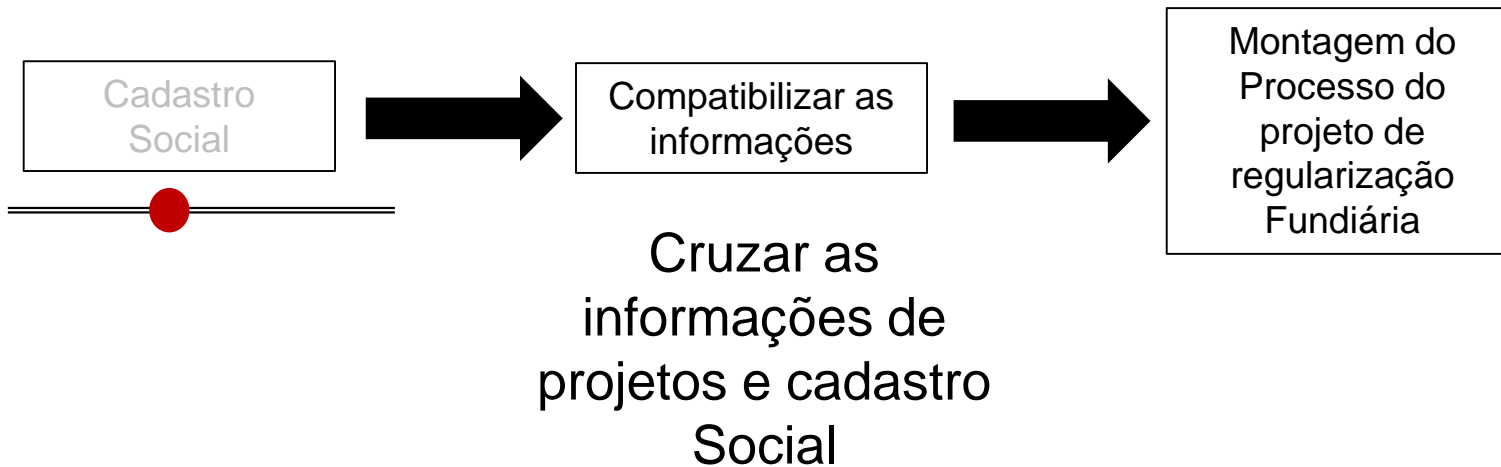 Cadastro
Social
Compatibilizar as
informações
Montagem do
Processo do
projeto de
regularização
Fundiária
Cruzar as
informações de
projetos e cadastro
Social